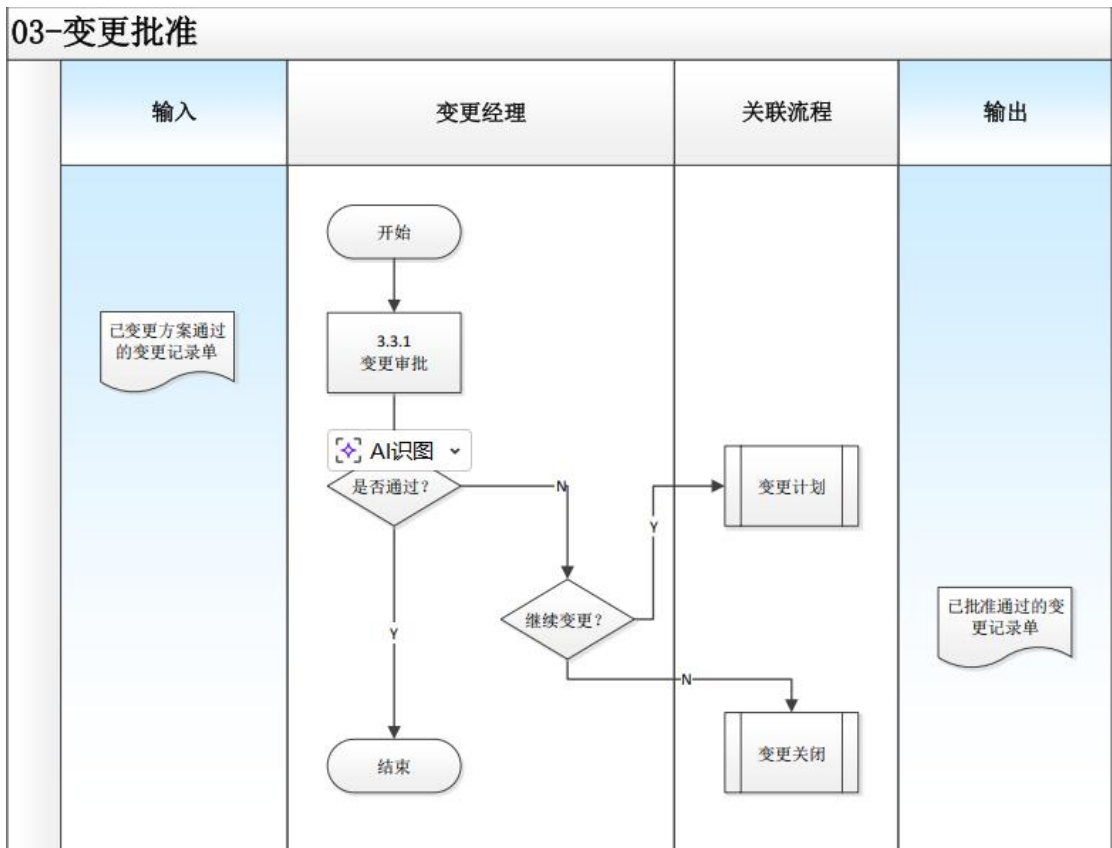 03-变更批准
输入
变更经理
关联流程
输出
开始
已变更方案通过
的变更记录单
3.3.1
变更审批
AI识图
是否通过?
N
变更计划
Y
继续变更?
已批准通过的变
更记录单
Y
N
结束
变更关闭